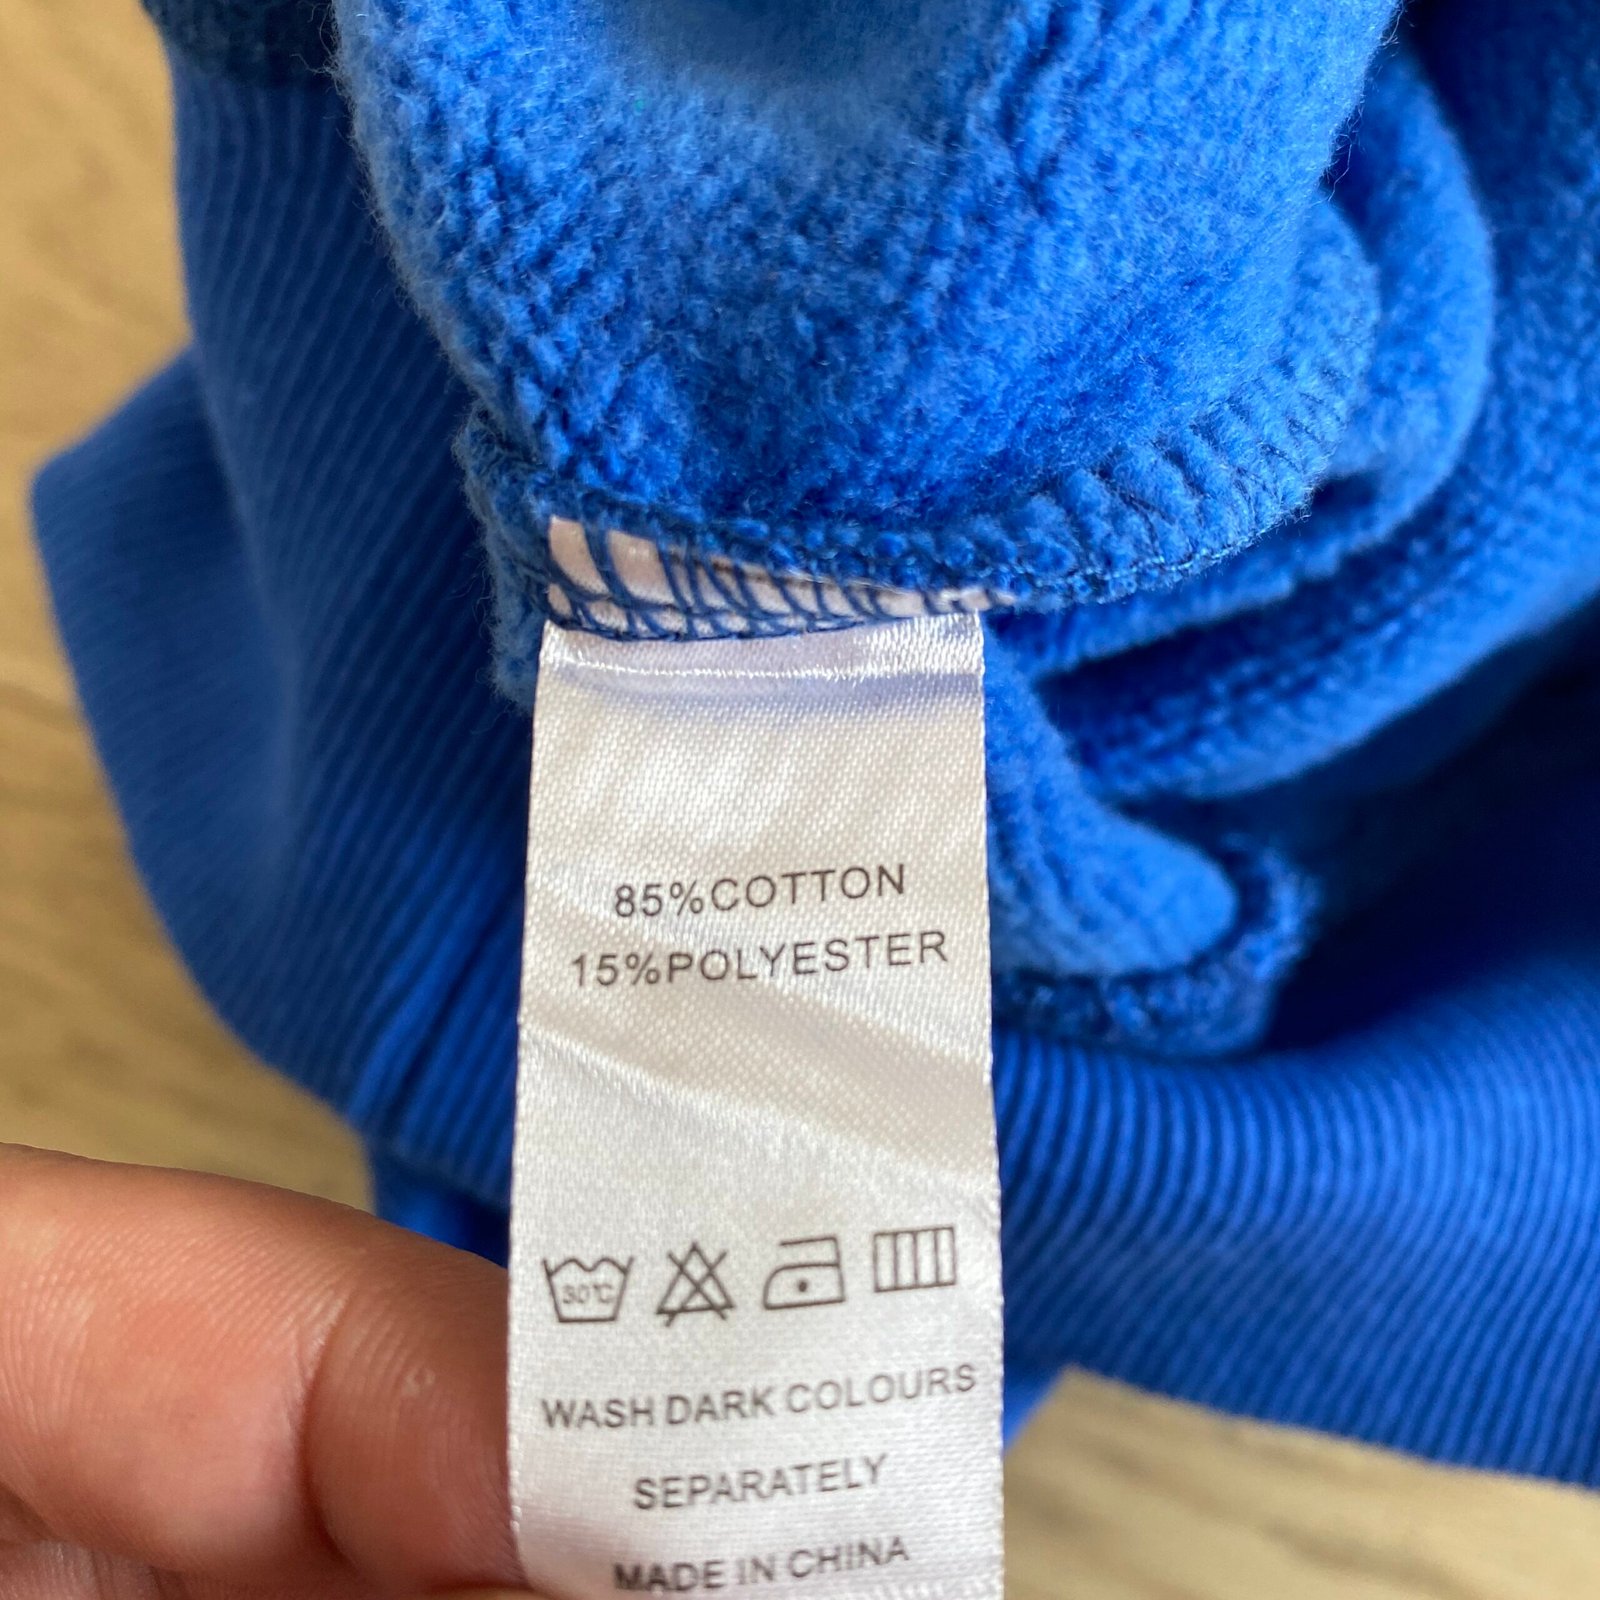 85%COTTON
15%POLYESTER
30°C
WASH DARK COLOURS
SEPARATELY
MADE IN CHINA